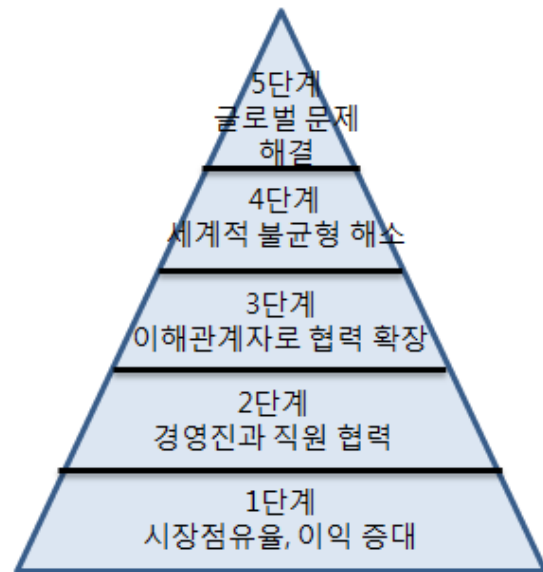 5단계
글로벌 문제
해결
4단계
세계적 불균형 해소
3단계
이해관계자로 협력 확장
2단계
경영진과 직원 협력
1단계
시장점유율, 이익 증대